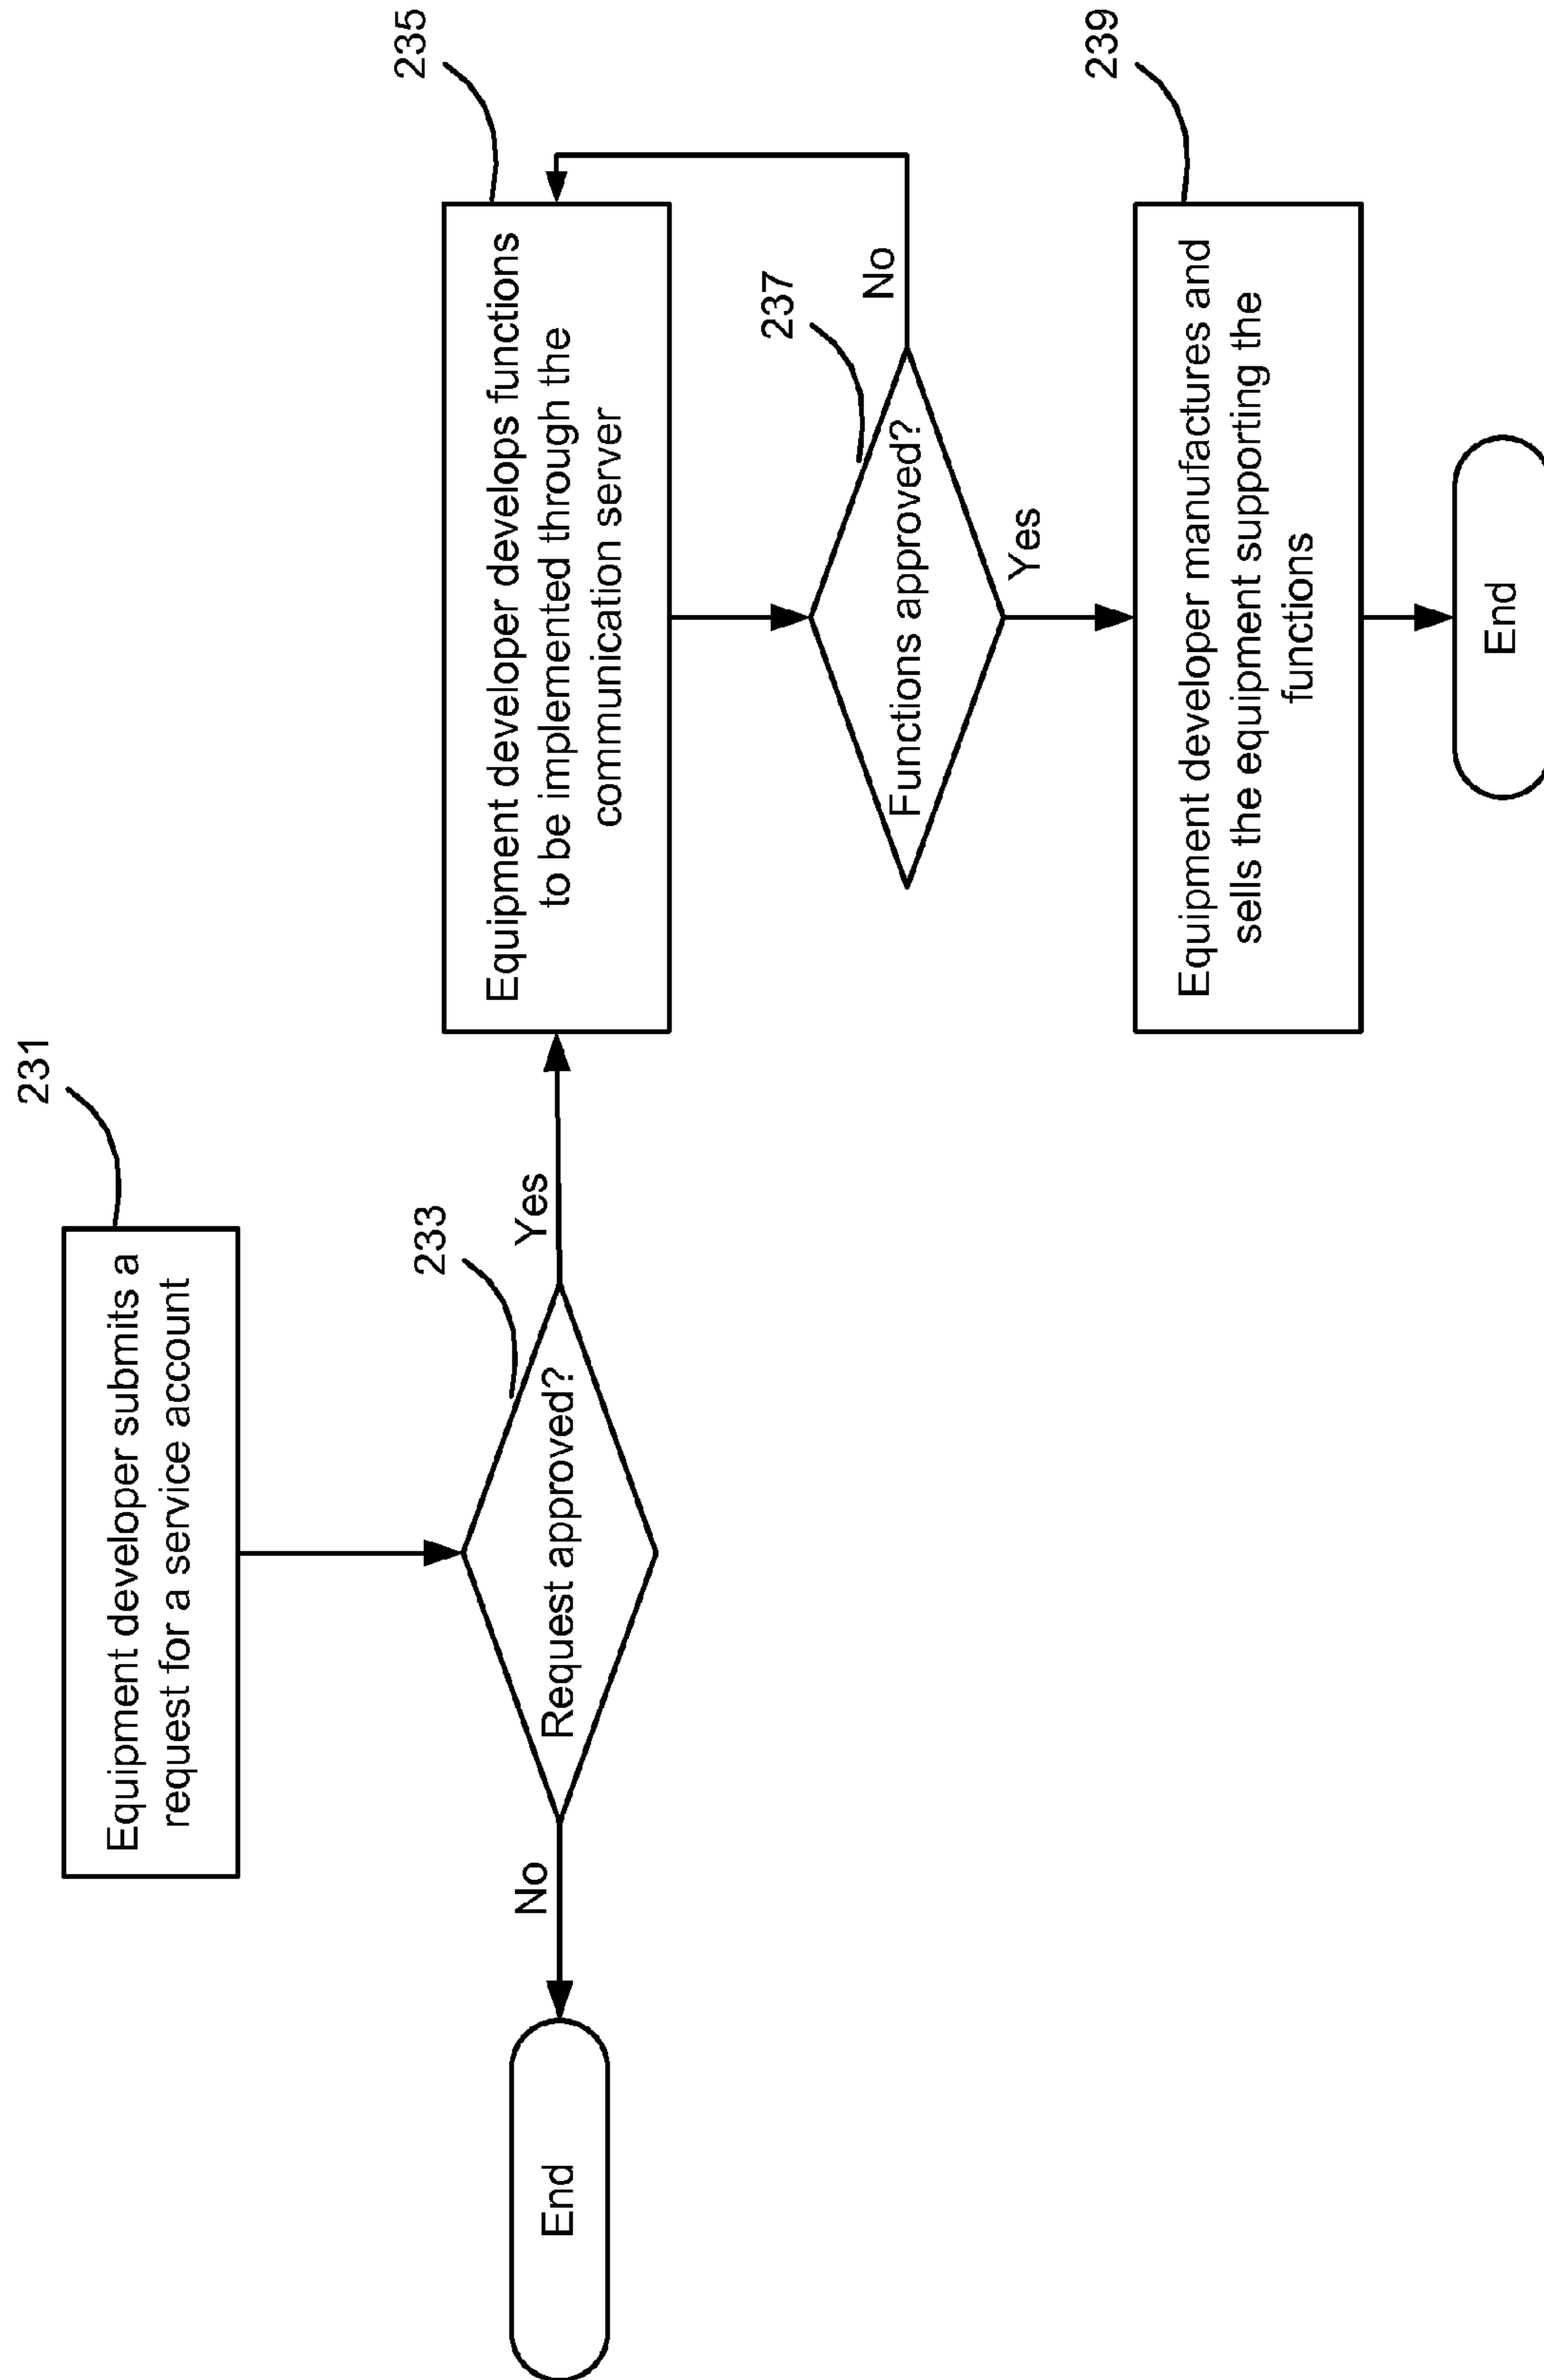 231
Equipment developer submits a
request for a service account
233
Request approved?
No
End
Yes
235
Equipment developer develops functions
to be implemented through the
communication server
237
Functions approved?
No
Yes
239
Equipment developer manufactures and
sells the equipment supporting the
functions
End